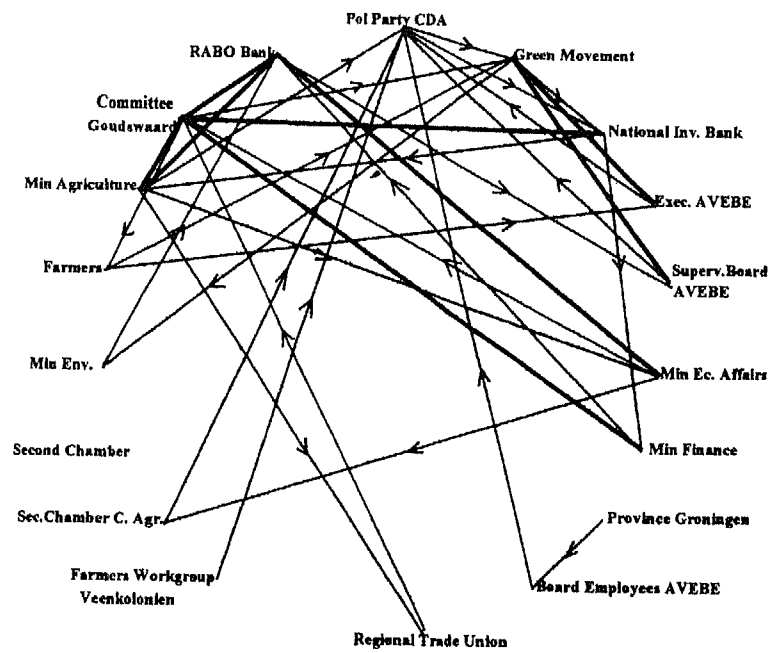 Pol Party CDA
RABO Bank
Green Movement
Committee
Goudswaard
National Inv. Bank
Min Agriculture
Exec. AVEBE
Farmers
Superv.Board
AVEBE
Min Env.
Min Ec. Affairs
Second Chamber
Min Finance
Sec.Chamber C. Agr.
Province Groningen
Farmers Workgroup
Veenkolonien
Board Employees AVEBE
Regional Trade Union